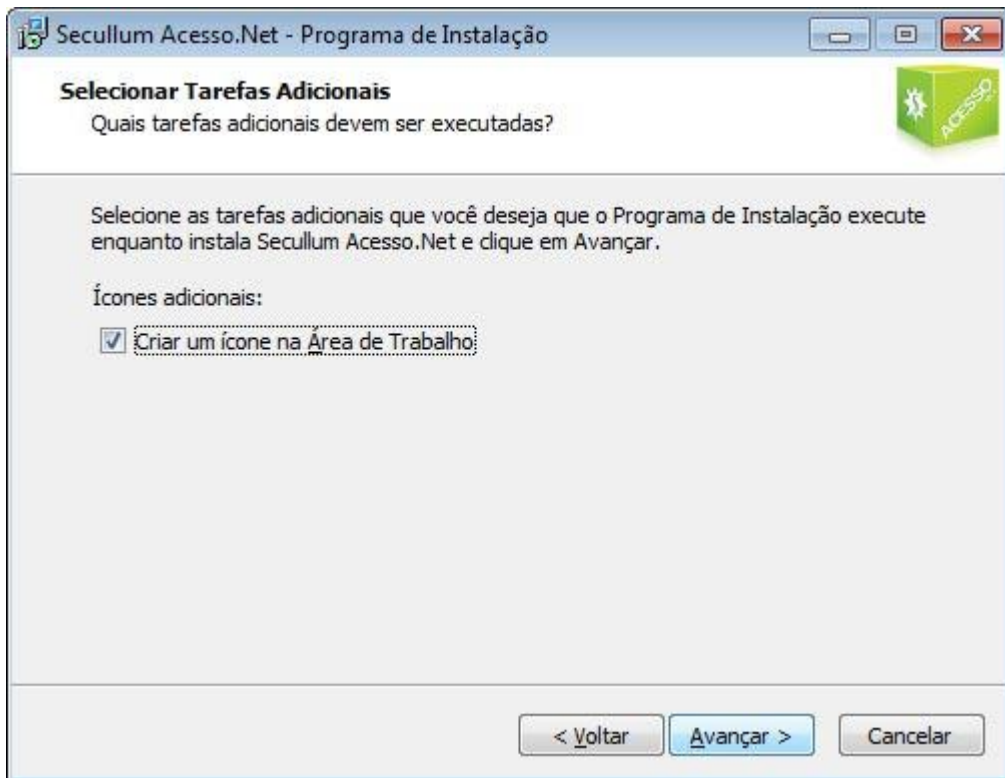 Secullum Acesso.Net - Programa de Instalação
Selecionar Tarefas Adicionais
Quais tarefas adicionais devem ser executadas?
ACESSO
Selecione as tarefas adicionais que você deseja que o Programa de Instalação execute
enquanto instala Secullum Acesso.Net e clique em Avançar.
Ícones adicionais:
Criar um ícone na Área de Trabalho
< Voltar
Avançar >
Cancelar